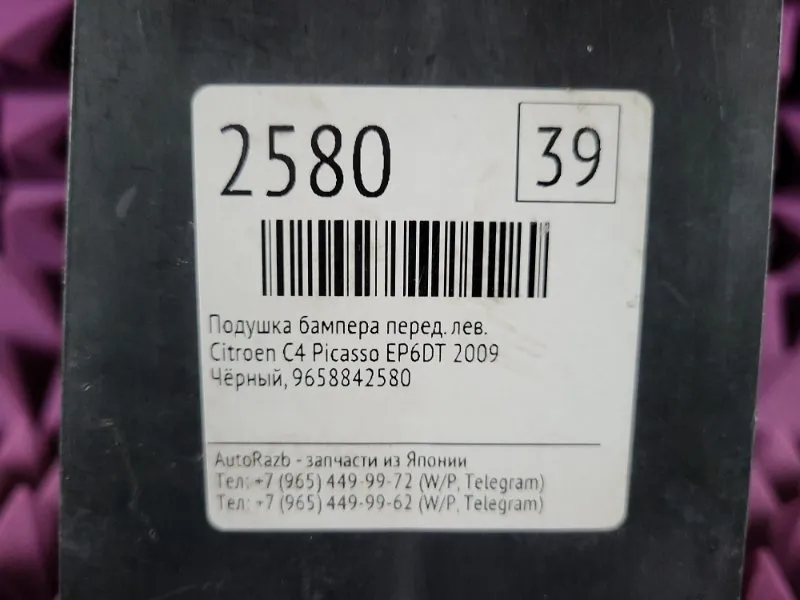 2580
39
Подушка бампера перед. лев.
Citroen C4 Picasso EP6DT 2009
Чёрный, 9658842580
AutoRazb - запчасти из Японии
Тел: +7 (965) 449-99-72 (W/P, Telegram)
Тел: +7 (965) 449-99-62 (W/P, Telegram)